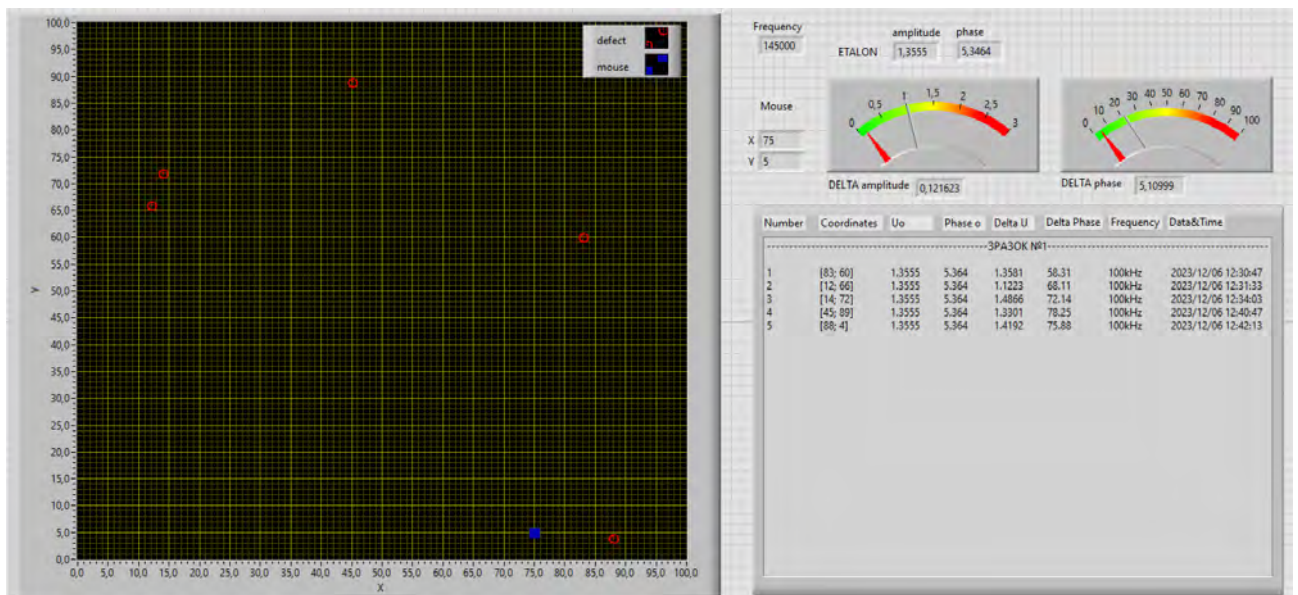 100,0
95,0
90,0
85,0
80,0
75,0
70,0
65,0
60,0
55,0
50,0
45,0
40,0
35,0
30,0
25,0
20,0
15,0
10,0
5,0
0,0
Y
0,0 5,0 10,0 15,0 20,0 25,0 30,0 35,0 40,0 45,0 50,0 55,0 60,0 65,0 70,0 75,0 80,0 85,0 90,0 95,0 100,0
X
defect
mouse
Frequency
145000
amplitude phase
ETALON 1,3555 5,3464
Mouse
X 75
Y 5
0 0,5 1 1,5 2 2,5 3
0 10 20 30 40 50 60 70 80 90 100
DELTA amplitude 0,121623
DELTA phase 5,10999
Number Coordinates Uo Phase o Delta U Delta Phase Frequency Data&Time
ЗРАЗОК №1
1 [83; 60] 1.3555 5.364 1.3581 58.31 100kHz 2023/12/06 12:30:47
2 [12; 66] 1.3555 5.364 1.1223 68.11 100kHz 2023/12/06 12:31:33
3 [14; 72] 1.3555 5.364 1.4866 72.14 100kHz 2023/12/06 12:34:03
4 [45; 89] 1.3555 5.364 1.3301 78.25 100kHz 2023/12/06 12:40:47
5 [88; 4] 1.3555 5.364 1.4192 75.88 100kHz 2023/12/06 12:42:13